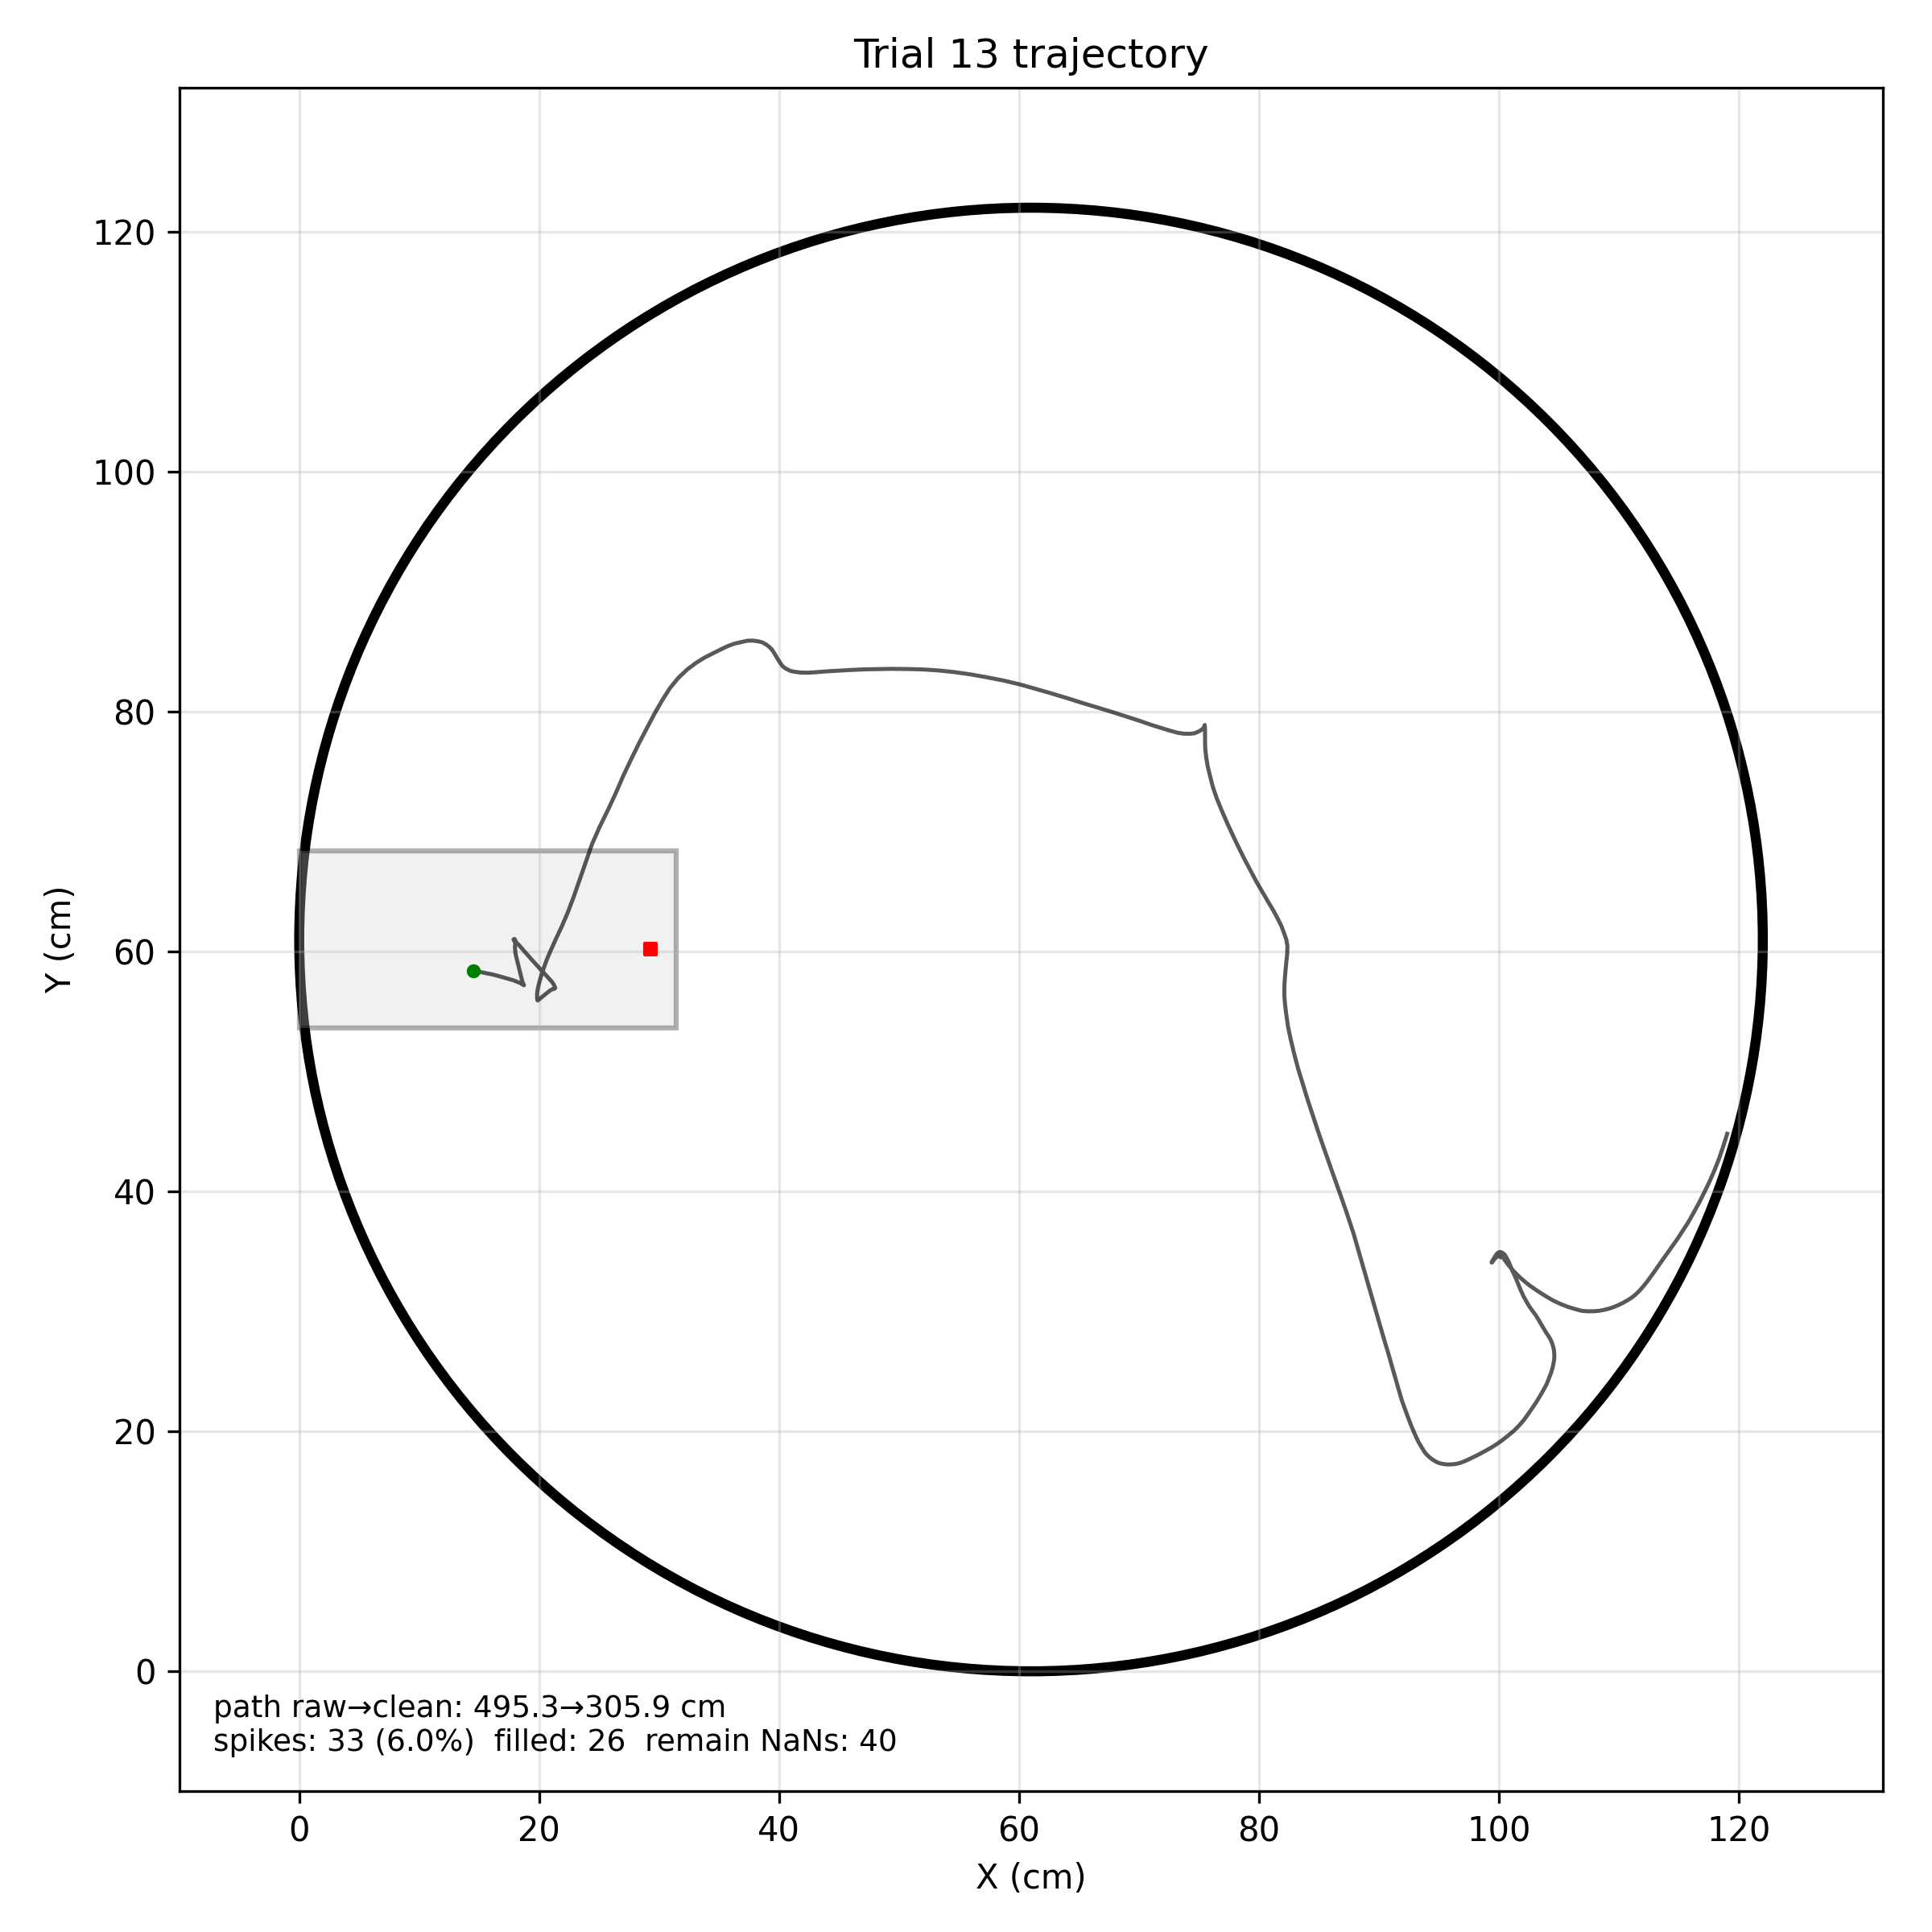 Trial 13 trajectory
120
100
80
60
40
20
0
Y (cm)
path raw→clean: 495.3→305.9 cm
spikes: 33 (6.0%)  filled: 26  remain NaNs: 40
0 20 40 60 80 100 120
X (cm)